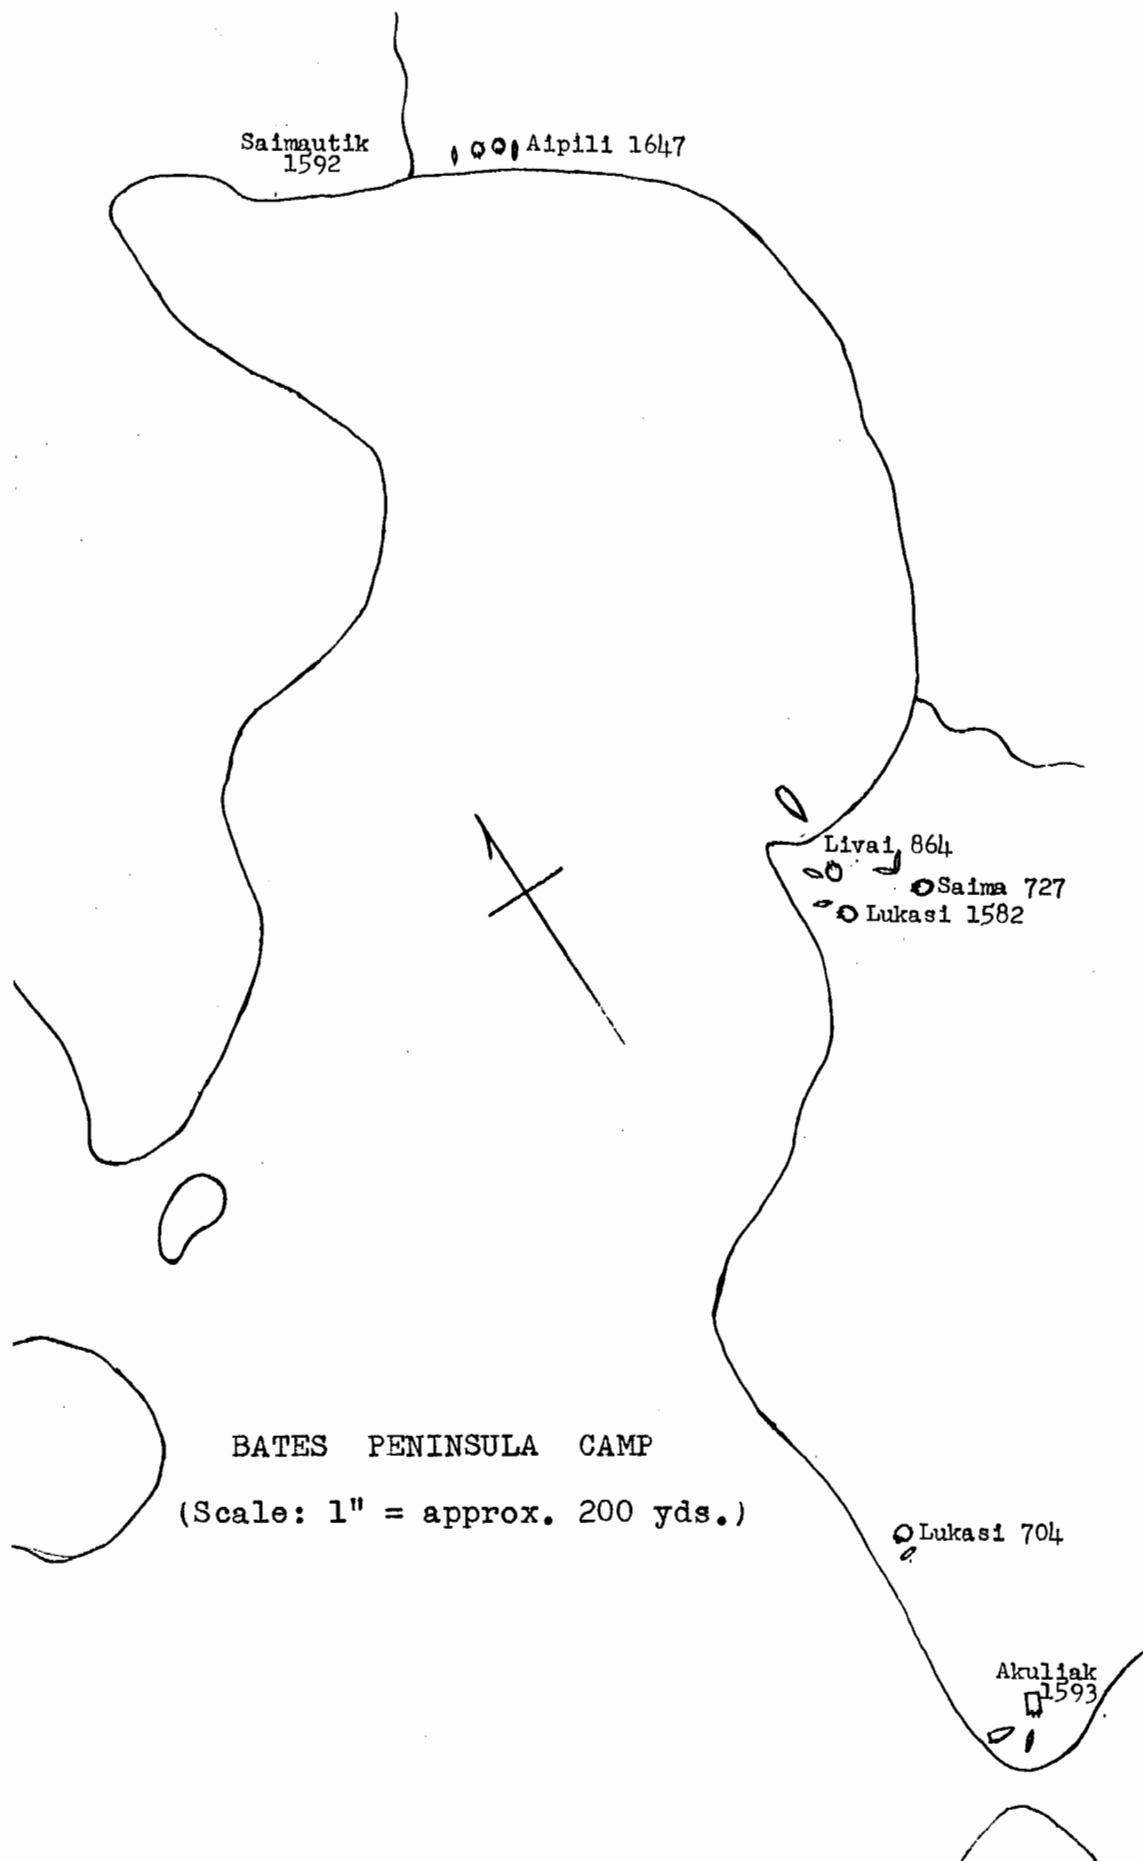 Saimautik
1592
Aipili 1647
Livai 864
Saima 727
Lukasi 1582
BATES PENINSULA CAMP
(Scale: 1" = approx. 200 yds.)
Lukasi 704
Akuliak
1593